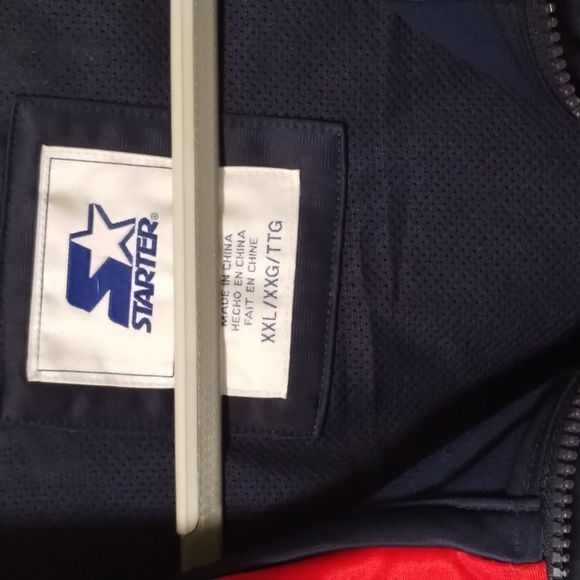 STARTER®
MADE IN CHINA
HECHO EN CHINA
FAIT EN CHINE
XXL/XXG/TTG